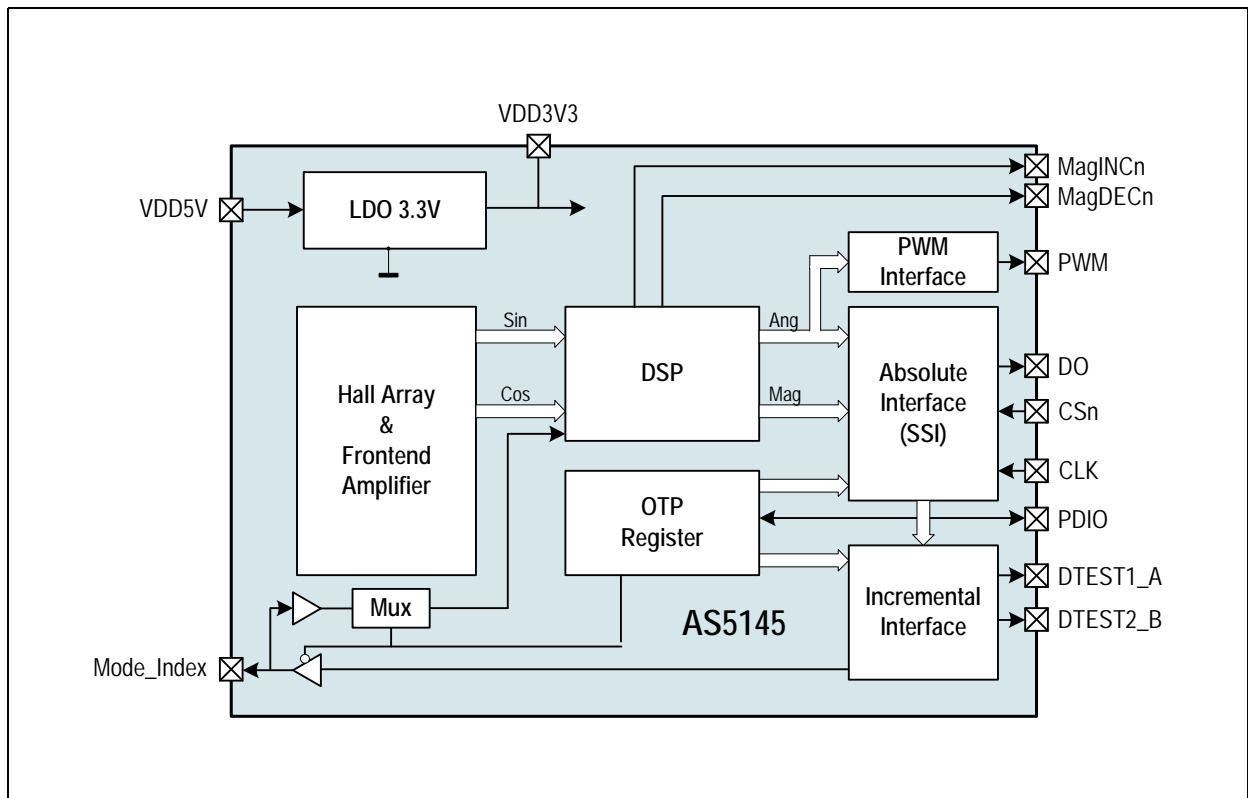 VDD3V3
MagINCn
MagDECn
VDD5V
LDO 3.3V
PWM
Interface
PWM
Sin
Ang
Hall Array
&
Frontend
Amplifier
DSP
Cos
Mag
Absolute
Interface
(SSI)
DO
CSn
CLK
OTP
Register
PDIO
Mux
AS5145
Incremental
Interface
DTEST1_A
DTEST2_B
Mode_Index